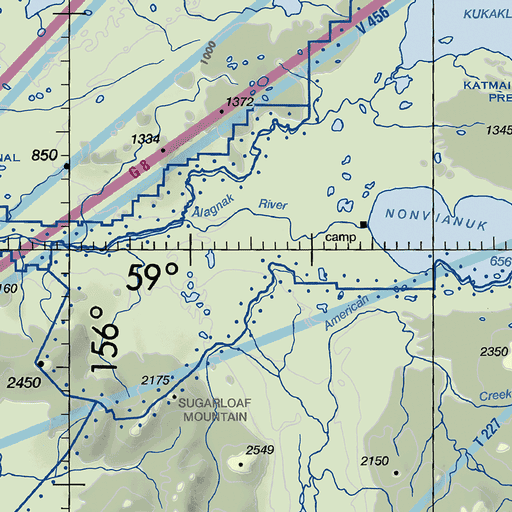 KUKAKL
V 456
1000
KATMAI
PRE
1372
1345
1334
NAL
850
G 8
Alagnak River
NONVIANUK
camp
656
59°
160
American
156°
2350
2450
2175
SUGARLOAF
MOUNTAIN
Creek
T 227
2549
2150